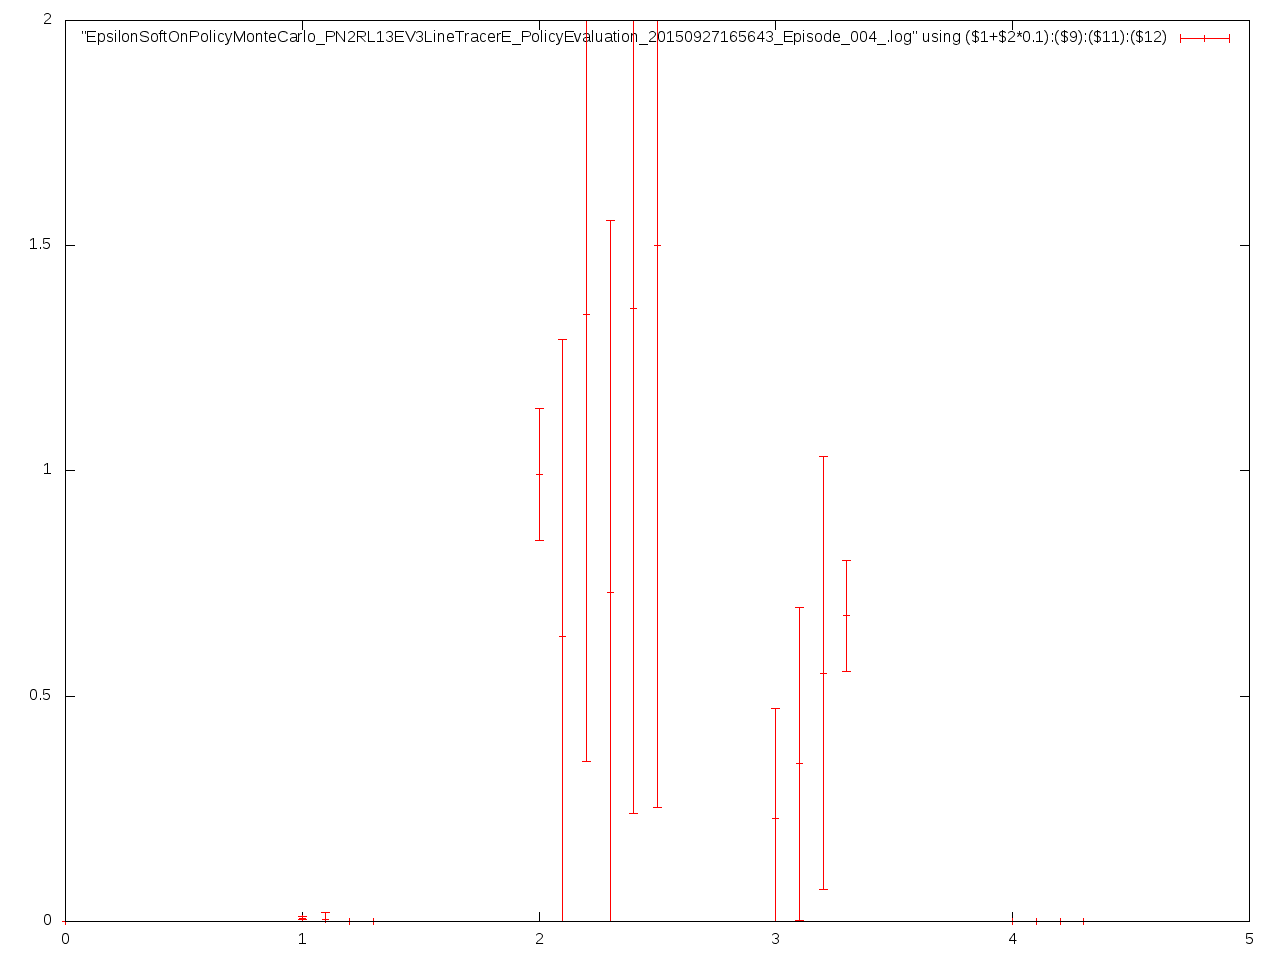 2
"EpsilonSoftOnPolicyMonteCarlo_PN2RL13EV3LineTracerE_PolicyEvaluation_20150927165643_Episode_004_.log" using ($1+$2*0.1):($9):($11):($12)
1.5
1
0.5
0
0 1 2 3 4 5